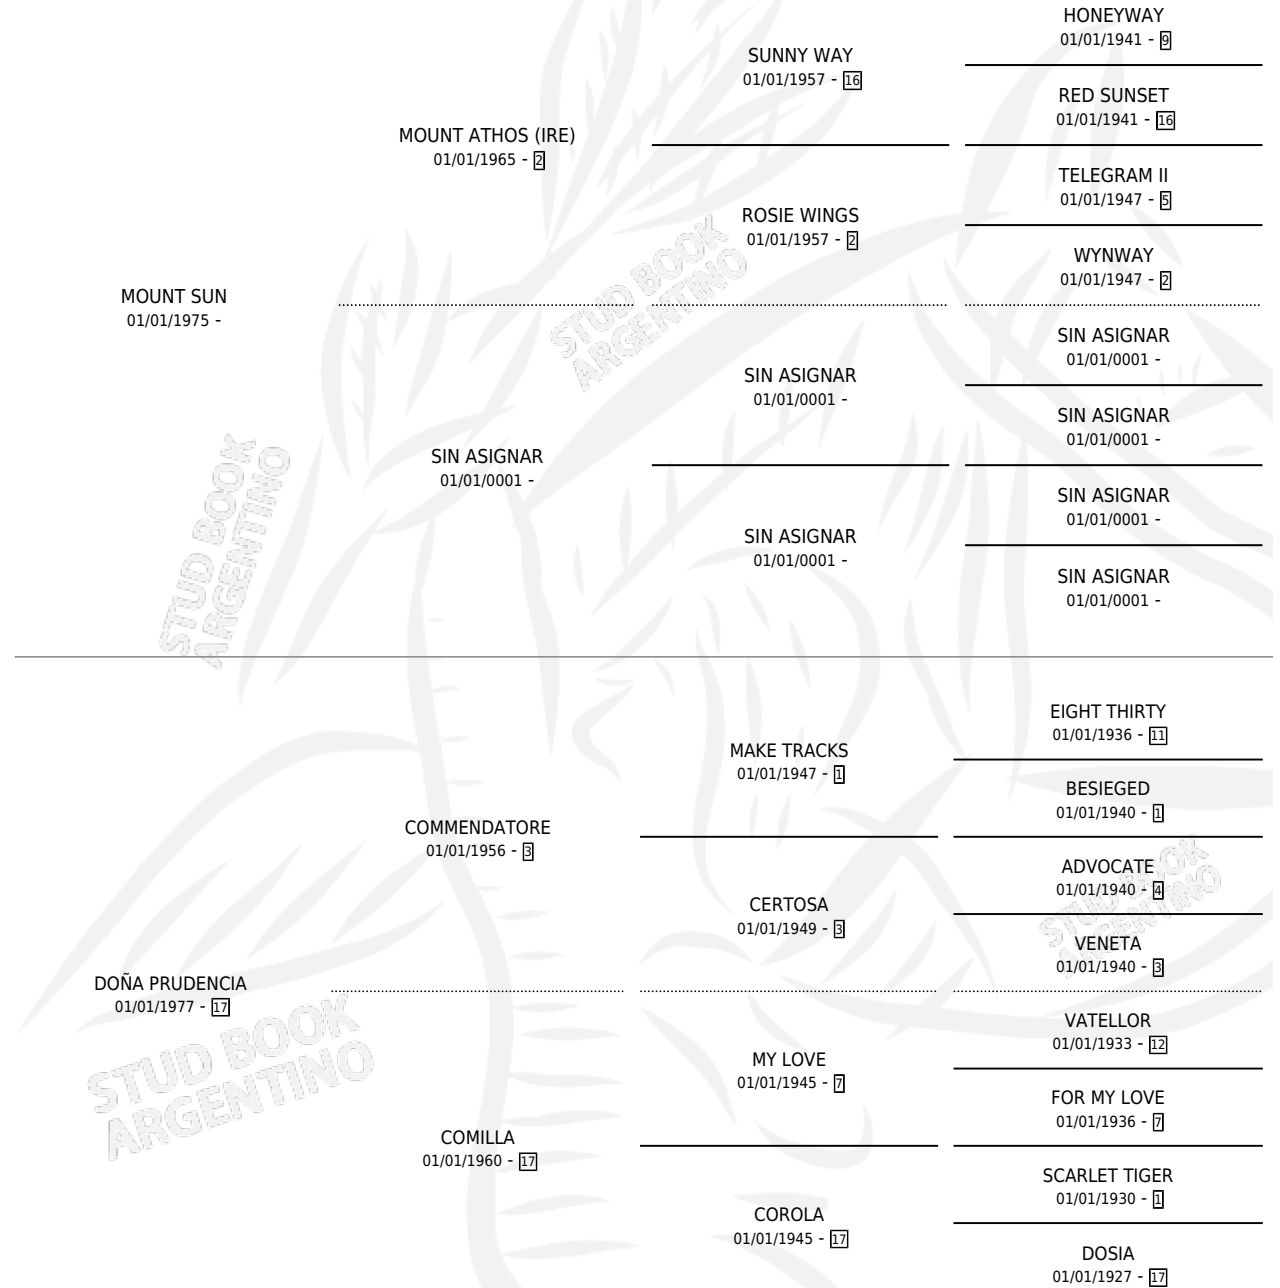 HONEYWAY
01/01/1941 - 9
SUNNY WAY
01/01/1957 - 16
RED SUNSET
01/01/1941 - 16
MOUNT ATHOS (IRE)
01/01/1965 - 2
TELEGRAM II
01/01/1947 - 5
ROSIE WINGS
01/01/1957 - 2
WYNWAY
01/01/1947 - 2
MOUNT SUN
01/01/1975 -
SIN ASIGNAR
01/01/0001 -
SIN ASIGNAR
01/01/0001 -
SIN ASIGNAR
01/01/0001 -
SIN ASIGNAR
01/01/0001 -
SIN ASIGNAR
01/01/0001 -
SIN ASIGNAR
01/01/0001 -
SIN ASIGNAR
01/01/0001 -
STUD BOOK
ARGENTINO
STUD BOOK
ARGENTINO
EIGHT THIRTY
01/01/1936 - 11
MAKE TRACKS
01/01/1947 - 1
BESIEGED
01/01/1940 - 1
COMMENDATORE
01/01/1956 - 3
ADVOCATE
01/01/1940 - 4
CERTOSA
01/01/1949 - 3
VENETA
01/01/1940 - 3
STUD BOOK
ARGENTINO
DOÑA PRUDENCIA
01/01/1977 - 17
VATELLOR
01/01/1933 - 12
MY LOVE
01/01/1945 - 7
FOR MY LOVE
01/01/1936 - 7
STUD BOOK
ARGENTINO
COMILLA
01/01/1960 - 17
SCARLET TIGER
01/01/1930 - 1
COROLA
01/01/1945 - 17
DOSIA
01/01/1927 - 17